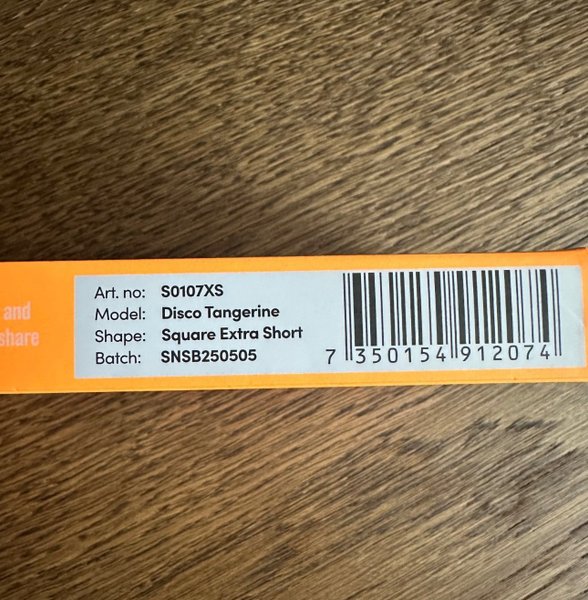 and
share
Art. no: S0107XS
Model: Disco Tangerine
Shape: Square Extra Short
Batch: SNSB250505
7 350154 912074